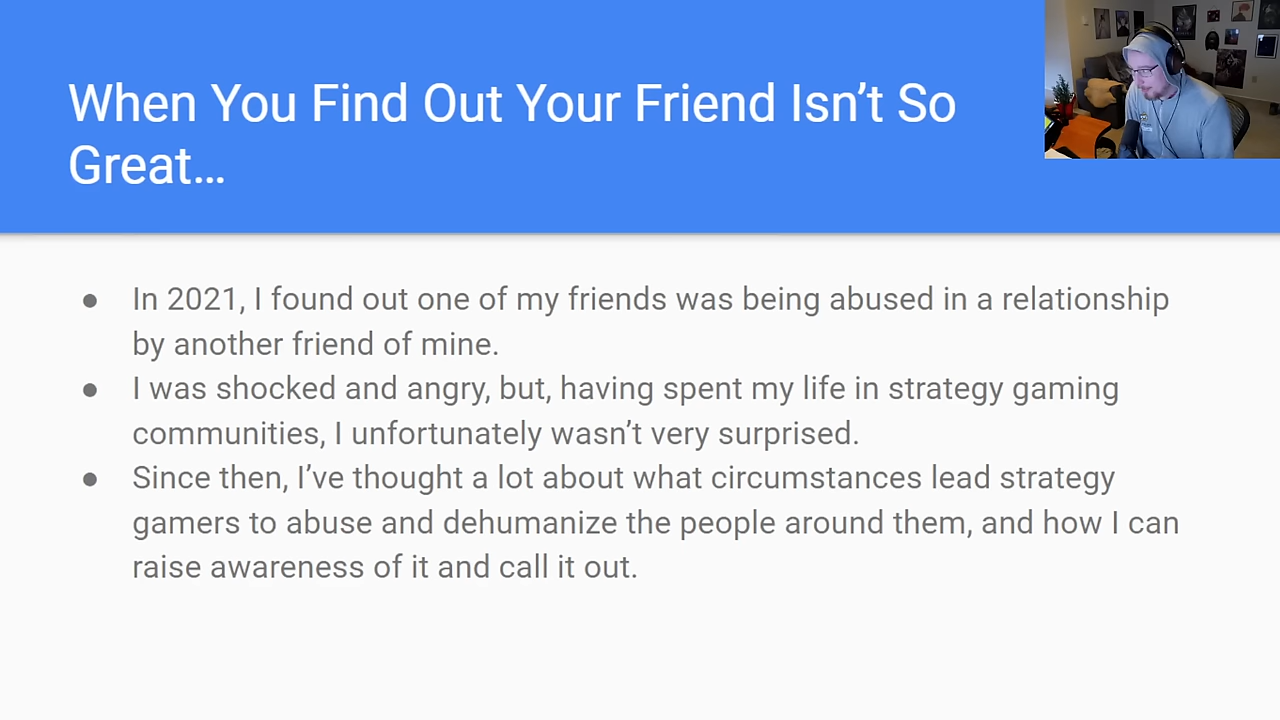 When You Find Out Your Friend Isn’t So
Great…
● In 2021, I found out one of my friends was being abused in a relationship
by another friend of mine.
● I was shocked and angry, but, having spent my life in strategy gaming
communities, I unfortunately wasn’t very surprised.
● Since then, I’ve thought a lot about what circumstances lead strategy
gamers to abuse and dehumanize the people around them, and how I can
raise awareness of it and call it out.